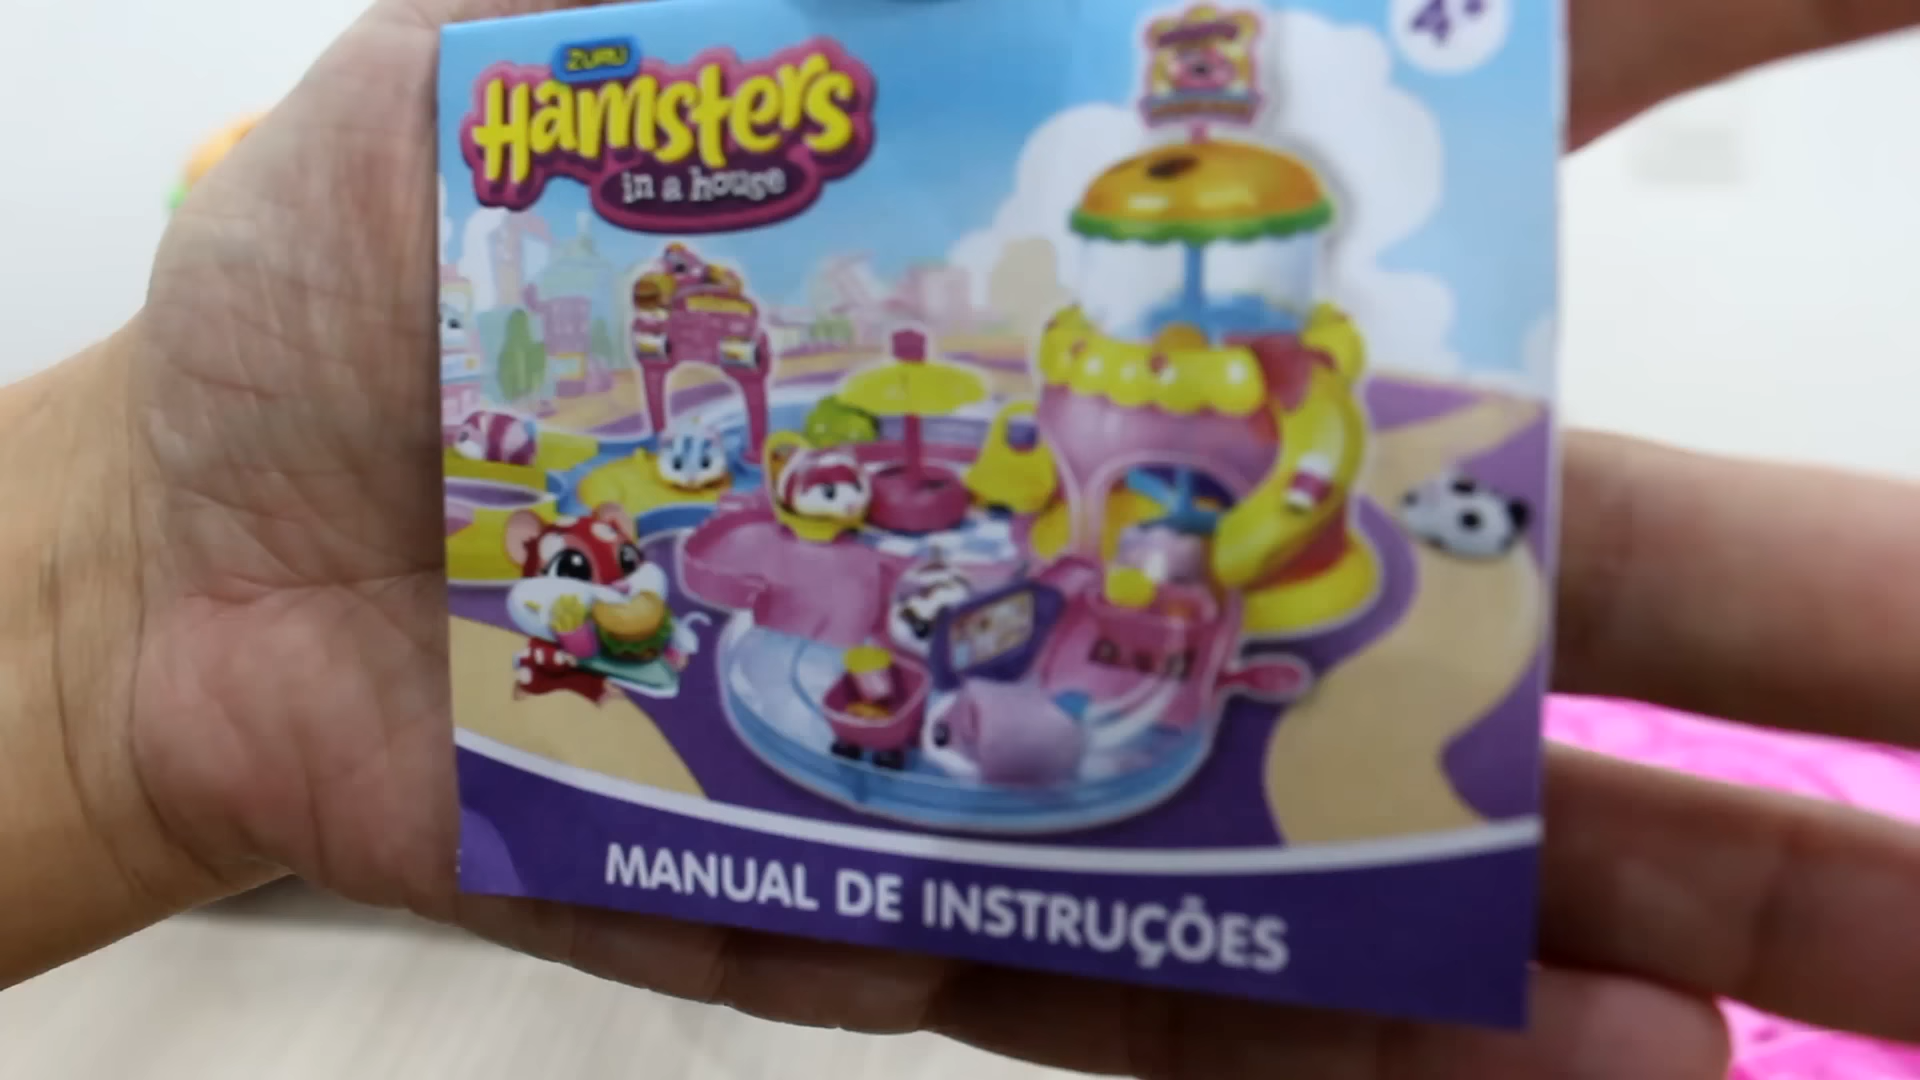 ZURU
Hamsters
in a house
4+
MANUAL DE INSTRUÇÕES